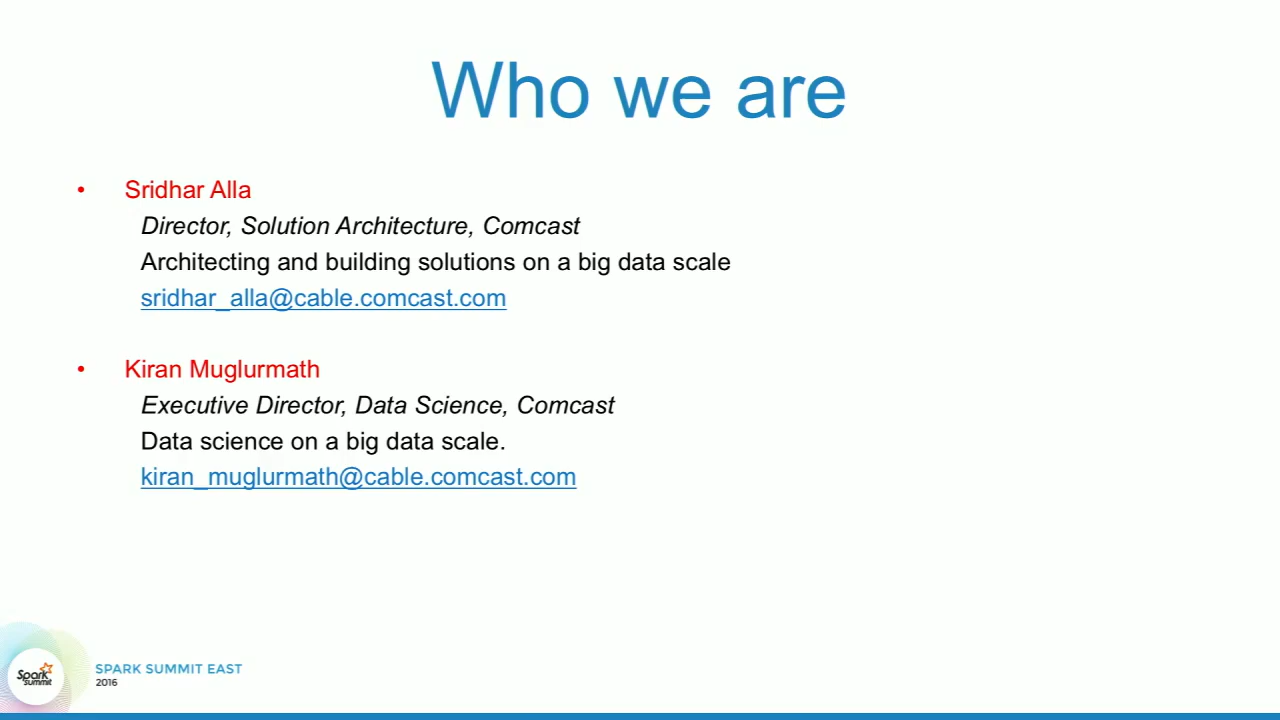 Who we are
• Sridhar Alla
Director, Solution Architecture, Comcast
Architecting and building solutions on a big data scale
sridhar_alla@cable.comcast.com
• Kiran Muglurmath
Executive Director, Data Science, Comcast
Data science on a big data scale.
kiran_muglurmath@cable.comcast.com
Spark
Summit
SPARK SUMMIT EAST
2016